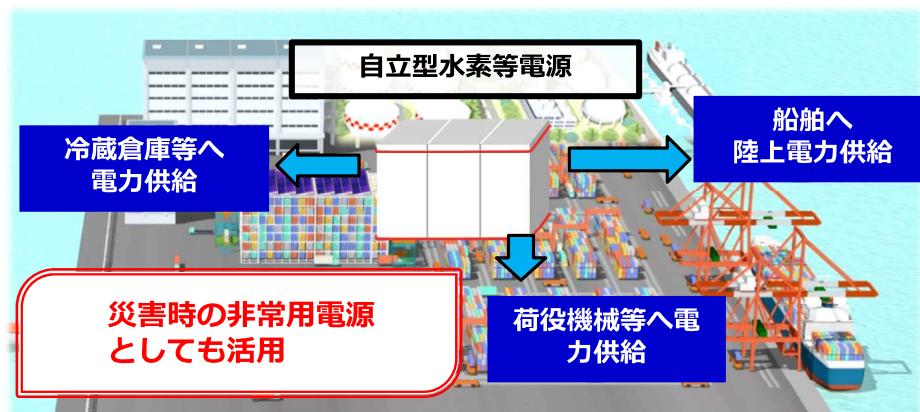 自立型水素等電源
冷蔵倉庫等へ
電力供給
船舶へ
陸上電力供給
災害時の非常用電源
としても活用
荷役機械等へ電
力供給